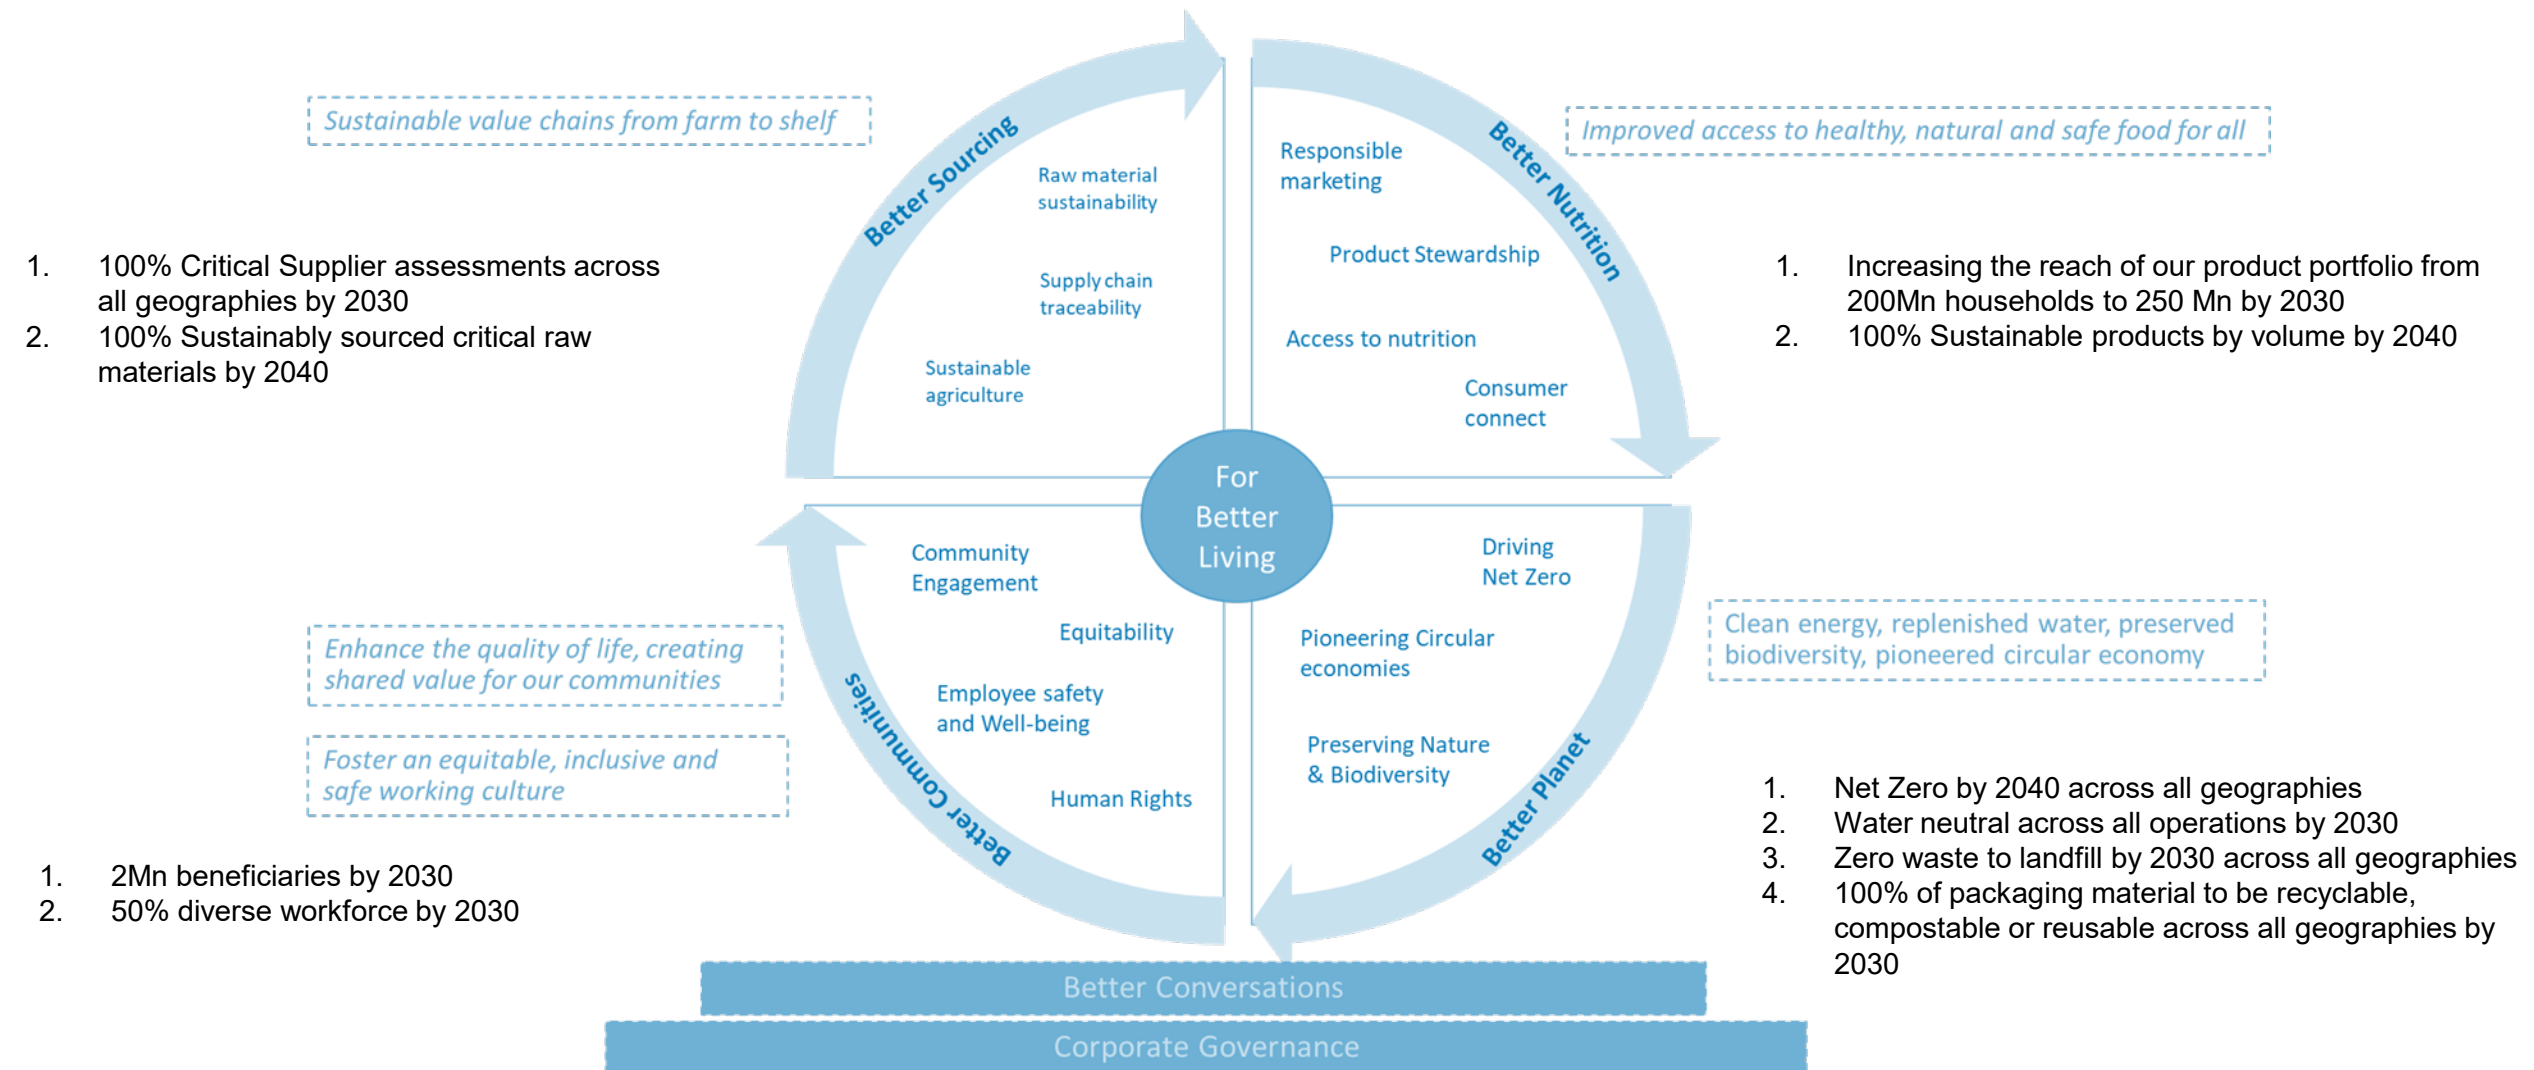 Sustainable value chains from farm to shelf
1. 100% Critical Supplier assessments across
all geographies by 2030
2. 100% Sustainably sourced critical raw
materials by 2040
Better Sourcing
Raw material
sustainability
Supply chain
traceability
Sustainable
agriculture
Better Nutrition
Responsible
marketing
Product Stewardship
Access to nutrition
Consumer
connect
Improved access to healthy, natural and safe food for all
1. Increasing the reach of our product portfolio from
200Mn households to 250 Mn by 2030
2. 100% Sustainable products by volume by 2040
For
Better
Living
Enhance the quality of life, creating
shared value for our communities
Foster an equitable, inclusive and
safe working culture
1. 2Mn beneficiaries by 2030
2. 50% diverse workforce by 2030
Better Communities
Community
Engagement
Equitability
Employee safety
and Well-being
Human Rights
Driving
Net Zero
Pioneering Circular
economies
Preserving Nature
& Biodiversity
Better Planet
Clean energy, replenished water, preserved
biodiversity, pioneered circular economy
1. Net Zero by 2040 across all geographies
2. Water neutral across all operations by 2030
3. Zero waste to landfill by 2030 across all geographies
4. 100% of packaging material to be recyclable,
compostable or reusable across all geographies by
2030
Better Conversations
Corporate Governance